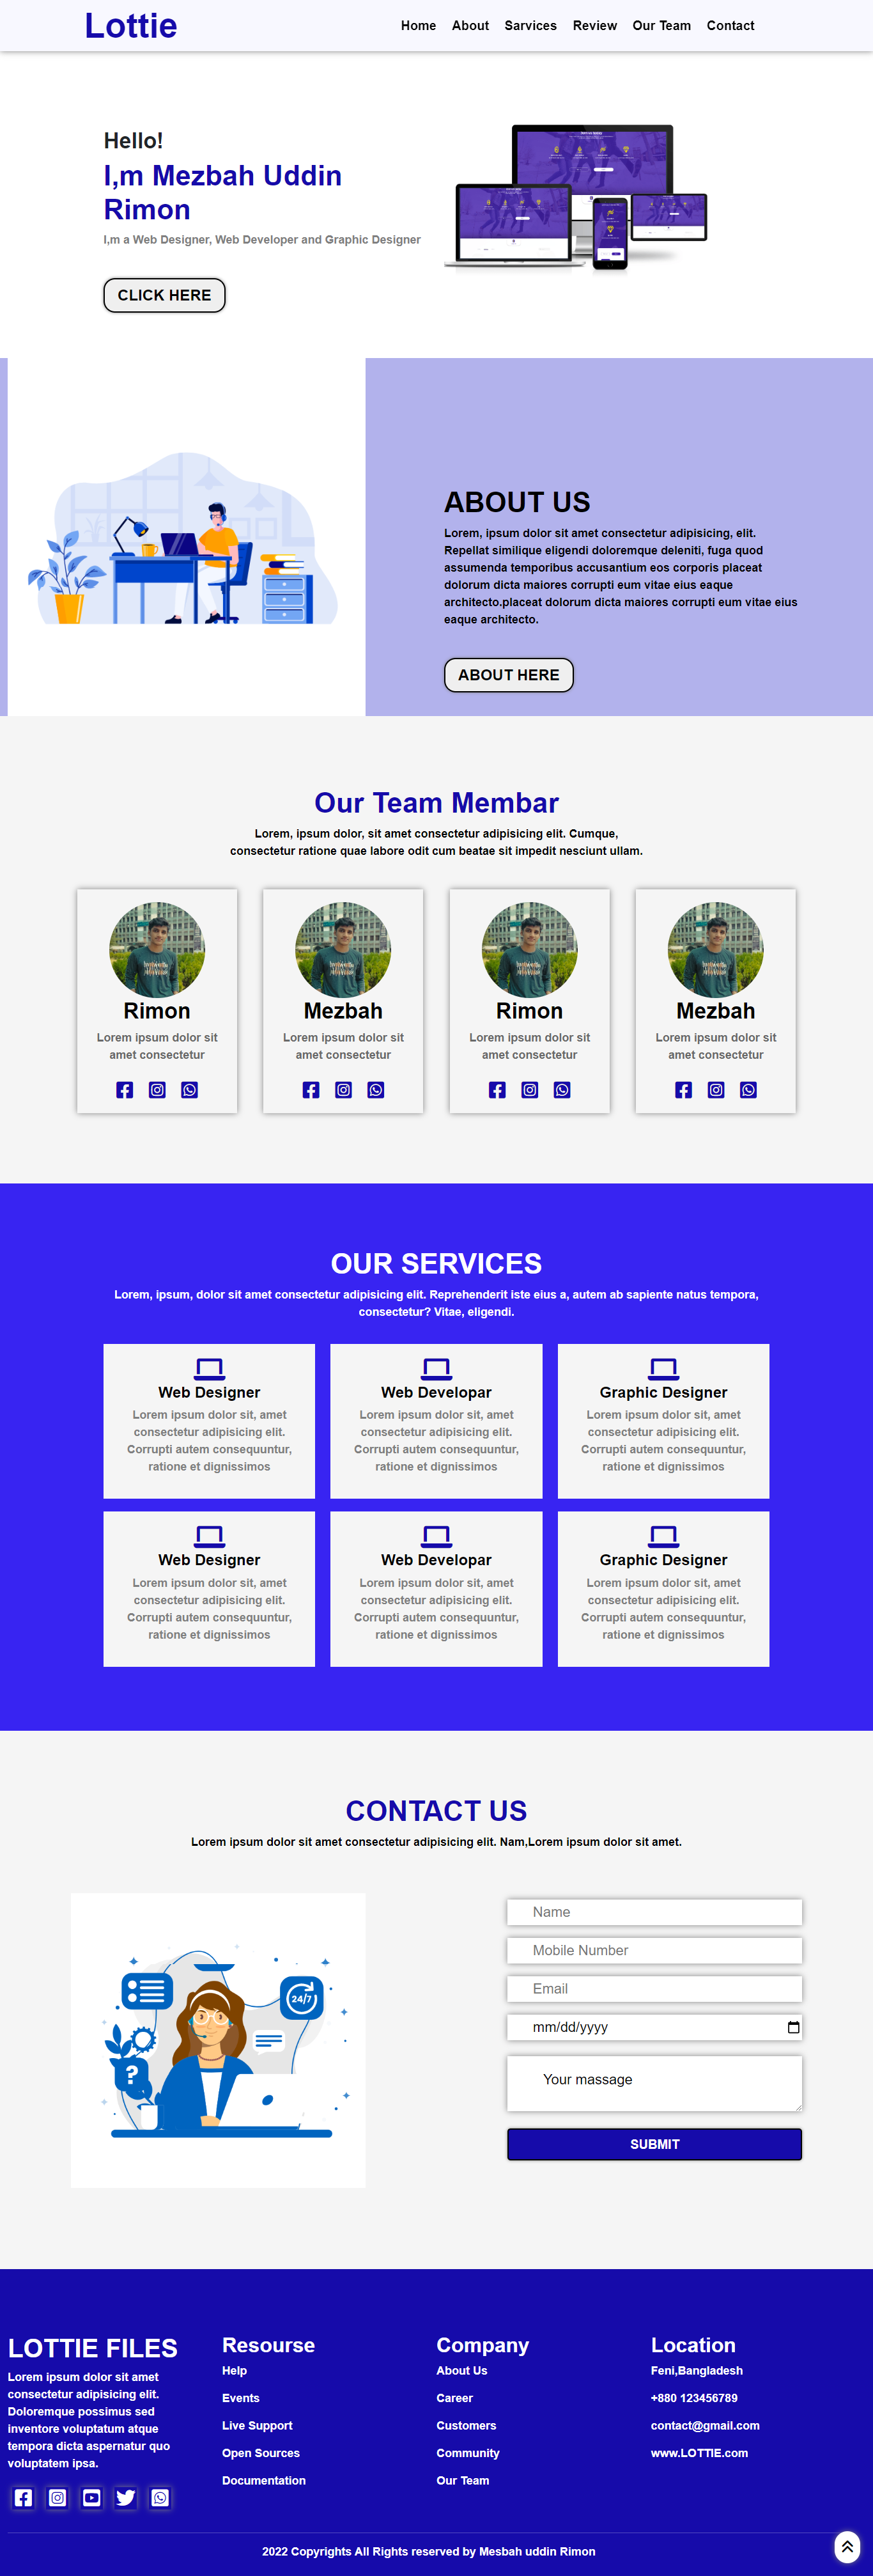 Lottie
Home About Sarvices Review Our Team Contact
Hello!
I,m Mezbah Uddin
Rimon
I,m a Web Designer, Web Developer and Graphic Designer
CLICK HERE
ABOUT US
Lorem, ipsum dolor sit amet consectetur adipisicing, elit.
Repellat similique eligendi doloremque deleniti, fuga quod
assumenda temporibus accusantium eos corporis placeat
dolorum dicta maiores corrupti eum vitae eius eaque
architecto.placeat dolorum dicta maiores corrupti eum vitae eius
eaque architecto.
ABOUT HERE
Our Team Membar
Lorem, ipsum dolor, sit amet consectetur adipisicing elit. Cumque,
consectetur ratione quae labore odit cum beatae sit impedit nesciunt ullam.
Rimon
Lorem ipsum dolor sit
amet consectetur
Mezbah
Lorem ipsum dolor sit
amet consectetur
Rimon
Lorem ipsum dolor sit
amet consectetur
Mezbah
Lorem ipsum dolor sit
amet consectetur
OUR SERVICES
Lorem, ipsum, dolor sit amet consectetur adipisicing elit. Reprehenderit iste eius a, autem ab sapiente natus tempora,
consectetur? Vitae, eligendi.
Web Designer
Lorem ipsum dolor sit, amet
consectetur adipisicing elit.
Corrupti autem consequuntur,
ratione et dignissimos
Web Developar
Lorem ipsum dolor sit, amet
consectetur adipisicing elit.
Corrupti autem consequuntur,
ratione et dignissimos
Graphic Designer
Lorem ipsum dolor sit, amet
consectetur adipisicing elit.
Corrupti autem consequuntur,
ratione et dignissimos
Web Designer
Lorem ipsum dolor sit, amet
consectetur adipisicing elit.
Corrupti autem consequuntur,
ratione et dignissimos
Web Developar
Lorem ipsum dolor sit, amet
consectetur adipisicing elit.
Corrupti autem consequuntur,
ratione et dignissimos
Graphic Designer
Lorem ipsum dolor sit, amet
consectetur adipisicing elit.
Corrupti autem consequuntur,
ratione et dignissimos
CONTACT US
Lorem ipsum dolor sit amet consectetur adipisicing elit. Nam,Lorem ipsum dolor sit amet.
24/7
?
Name
Mobile Number
Email
mm/dd/yyyy
Your massage
SUBMIT
LOTTIE FILES
Lorem ipsum dolor sit amet
consectetur adipisicing elit.
Doloremque possimus sed
inventore voluptatum atque
tempora dicta aspernatur quo
voluptatem ipsa.
Resourse
Help
Events
Live Support
Open Sources
Documentation
Company
About Us
Career
Customers
Community
Our Team
Location
Feni,Bangladesh
+880 123456789
contact@gmail.com
www.LOTTIE.com
2022 Copyrights All Rights reserved by Mesbah uddin Rimon